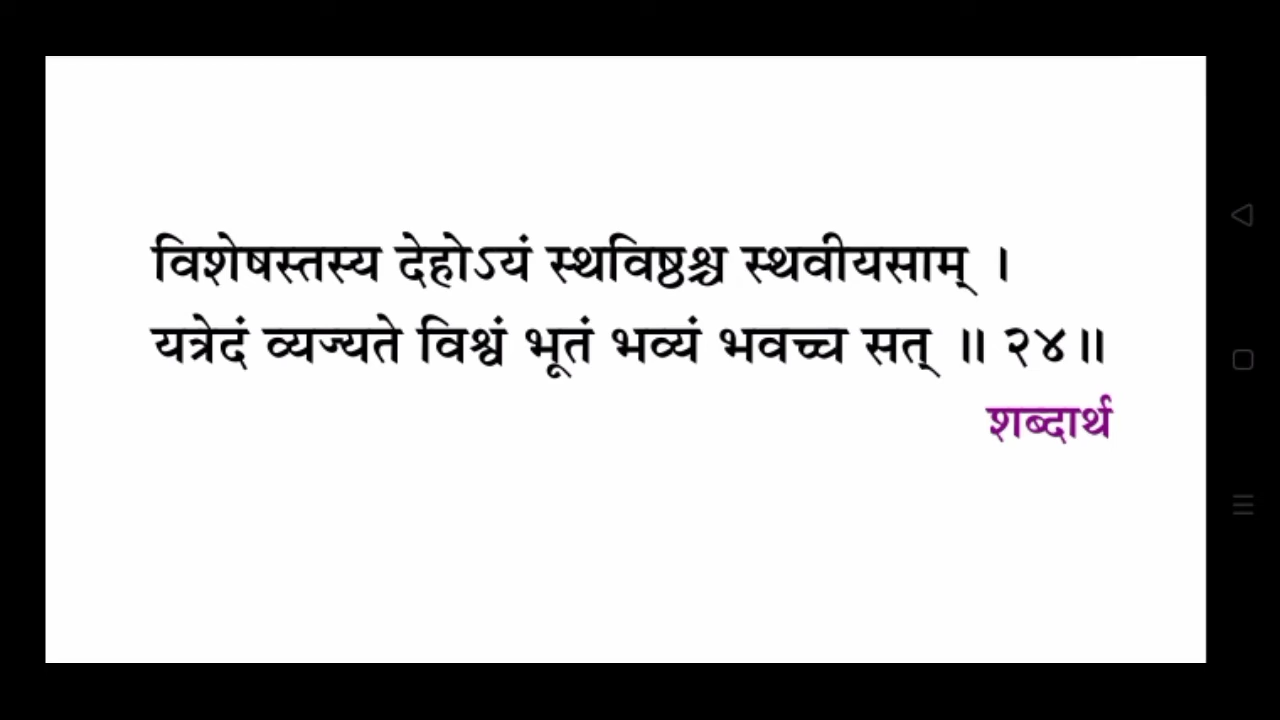 विशेषस्तस्य देहोऽयं स्थविष्ठश्च स्थवीयसाम् ।
यत्रेदं व्यज्यते विश्वं भूतं भव्यं भवच्च सत् ॥ २४॥
शब्दार्थ